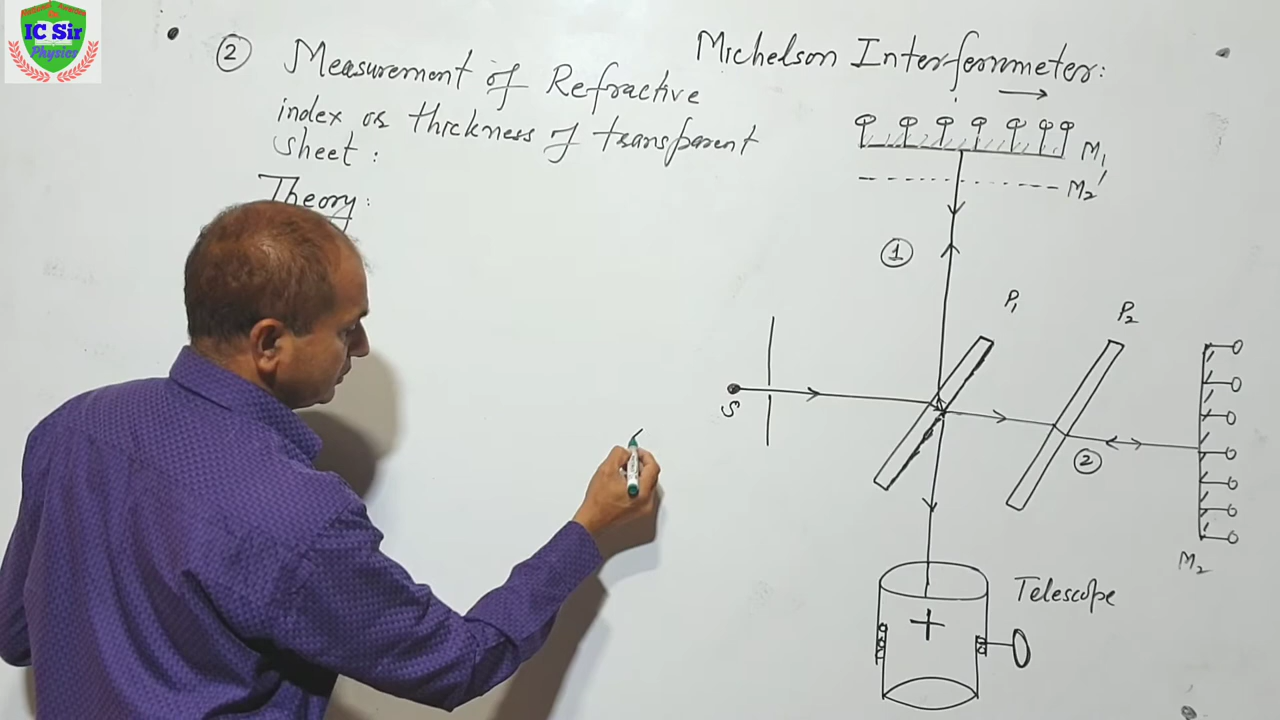 IC Sir
Physics
② Measurement of Refractive
index or thickness of transparent
sheet :
Theory:
Michelson Interferometer:
M₁
M₂'
①
P₁
P₂
S
②
M₂
Telescope